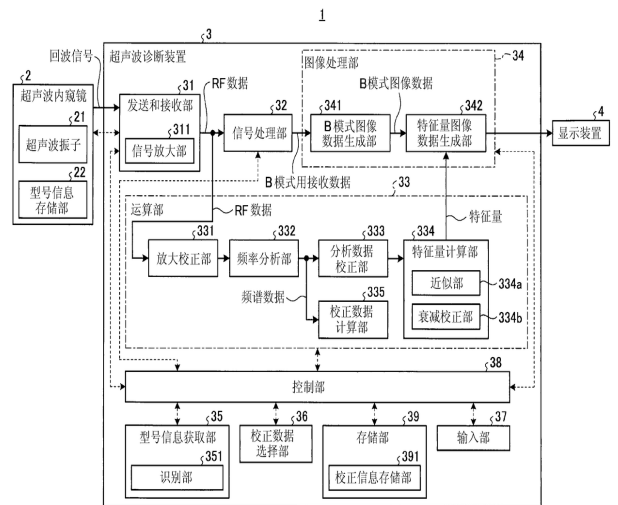 1
3
超声波诊断装置
回波信号
2
超声波内窥镜
21
超声波振子
22
型号信息
存储部
31
发送和接收部
311
信号放大部
RF数据
32
信号处理部
B模式用接收数据
34
图像处理部
B模式图像数据
341
B模式图像
数据生成部
342
特征量图像
数据生成部
4
显示装置
RF数据
33
特征量
运算部
331
放大校正部
332
频率分析部
333
分析数据
校正部
334
特征量计算部
近似部
334a
衰减校正部
334b
频谱数据
335
校正数据
计算部
38
控制部
35
型号信息获取部
351
识别部
36
校正数据
选择部
39
存储部
391
校正信息存储部
37
输入部